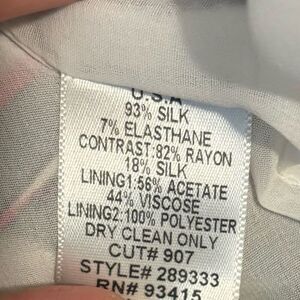 U.S.A
93% SILK
7% ELASTHANE
CONTRAST:82% RAYON
18% SILK
LINING1:56% ACETATE
44% VISCOSE
LINING2:100% POLYESTER
DRY CLEAN ONLY
CUT# 907
STYLE# 289333
RN# 93415